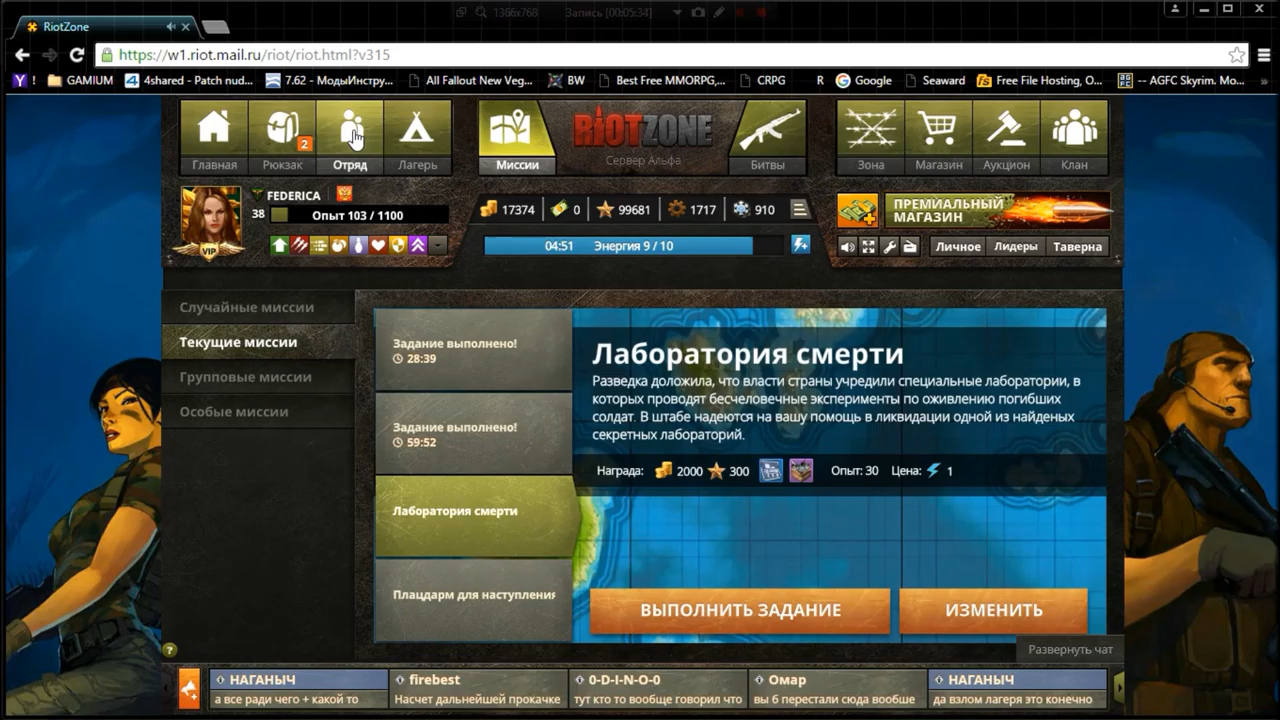 1366x768 Запись [00:05:34]
RiotZone
https://w1.riot.mail.ru/riot/riot.html?v315
Y ! GAMIUM 4shared - Patch nud... 7.62 - МодыИнстру... All Fallout New Veg... BW Best Free MMORPG,... CRPG R Google Seaward Free File Hosting, O... -- AGFC Skyrim. Mo... »
2
Главная Рюкзак Отряд Лагерь Миссии RIOTZONE Сервер Альфа Битвы Зона Магазин Аукцион Клан
FEDERICA
38 Опыт 103 / 1100
VIP
17374 0 99681 1717 910
04:51 Энергия 9 / 10
ПРЕМИАЛЬНЫЙ
МАГАЗИН
Личное Лидеры Таверна
Случайные миссии
Текущие миссии
Групповые миссии
Особые миссии
Задание выполнено!
28:39
Задание выполнено!
59:52
Лаборатория смерти
Плацдарм для наступления
Лаборатория смерти
Разведка доложила, что власти страны учредили специальные лаборатории, в
которых проводят бесчеловечные эксперименты по оживлению погибших
солдат. В штабе надеются на вашу помощь в ликвидации одной из найденых
секретных лабораторий.
Награда: 2000 300 Опыт: 30 Цена: 1
ВЫПОЛНИТЬ ЗАДАНИЕ ИЗМЕНИТЬ
Развернуть чат
?
НАГАНЫЧ
а все ради чего + какой то
firebest
Насчет дальнейшей прокачке
0-D-I-N-O-0
тут кто то вообще говорил что
Омар
вы б перестали сюда вообше
НАГАНЫЧ
да взлом лагеря это конечно